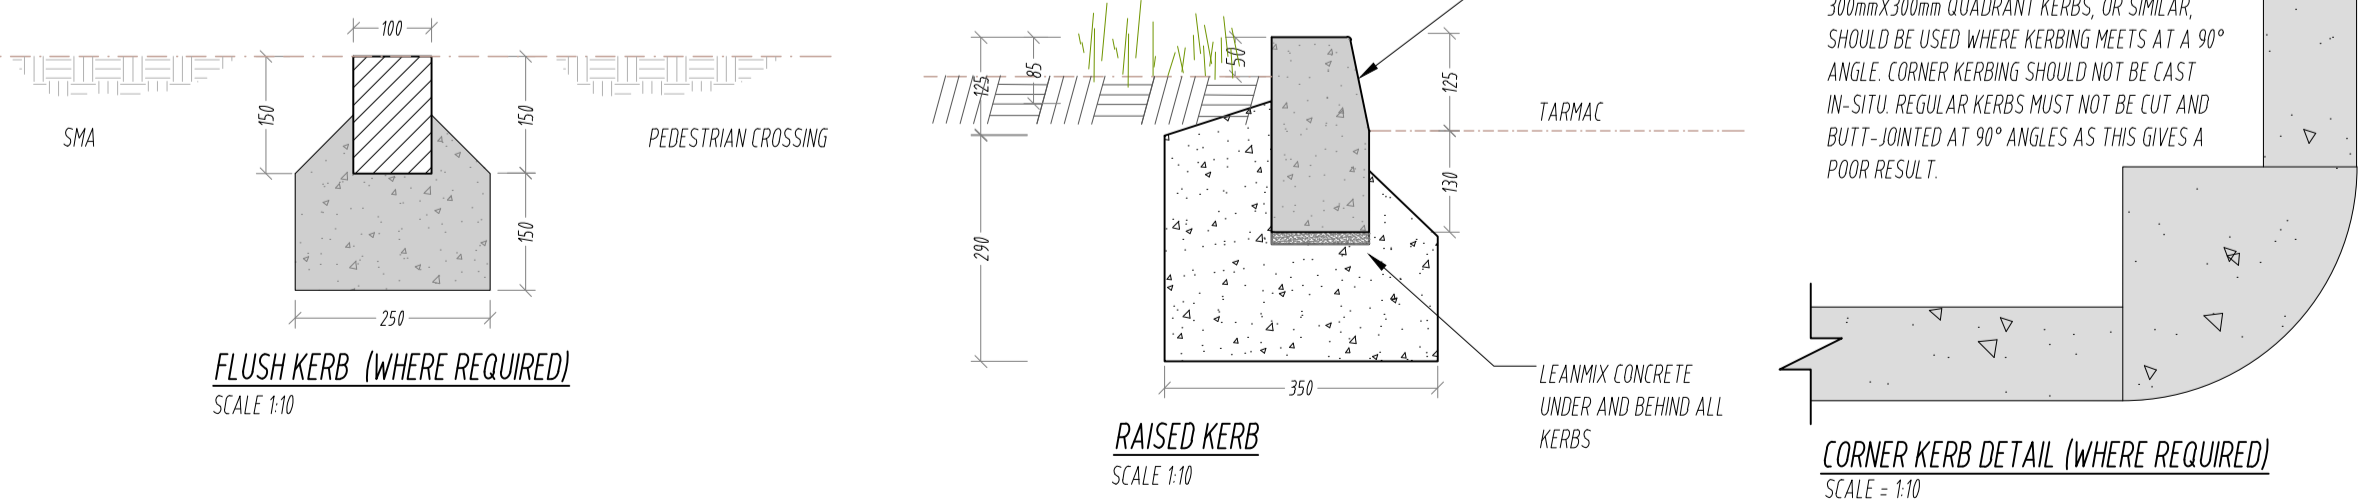 100
150
150
150
250
SMA
PEDESTRIAN CROSSING
FLUSH KERB (WHERE REQUIRED)
SCALE 1:10
125
85
50
125
130
290
350
TARMAC
LEANMIX CONCRETE
UNDER AND BEHIND ALL
KERBS
RAISED KERB
SCALE 1:10
300mmX300mm QUADRANT KERBS, OR SIMILAR,
SHOULD BE USED WHERE KERBING MEETS AT A 90°
ANGLE. CORNER KERBING SHOULD NOT BE CAST
IN-SITU. REGULAR KERBS MUST NOT BE CUT AND
BUTT-JOINTED AT 90° ANGLES AS THIS GIVES A
POOR RESULT.
CORNER KERB DETAIL (WHERE REQUIRED)
SCALE = 1:10